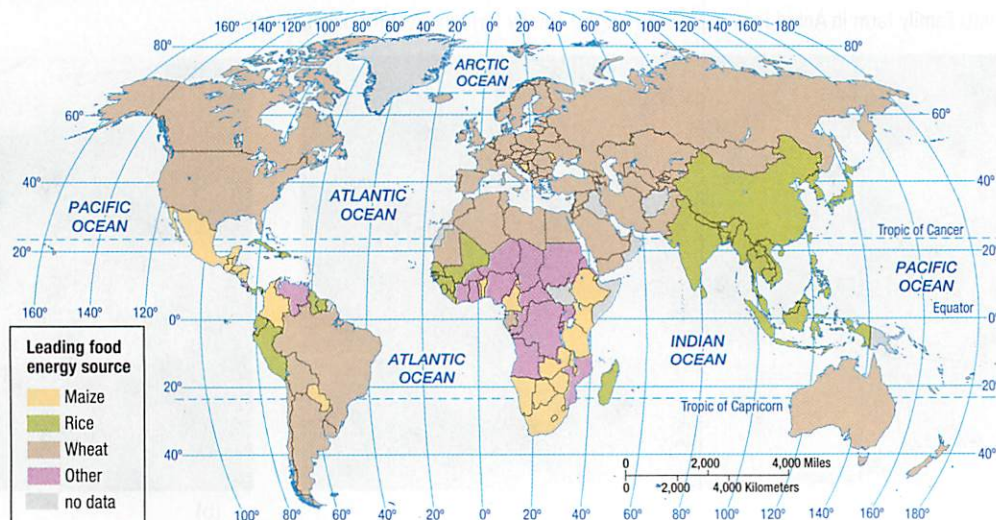 family farm in
160° 140° 120° 80° 40° 20° 0 20° 40° 80° 120° 140° 160° 180°
80° 80°
ARCTIC
OCEAN
60° 60°
40° 40°
PACIFIC
OCEAN
ATLANTIC
OCEAN
Tropic of Cancer
20° 20°
PACIFIC
OCEAN
160° 140° 120°
Equator
0° 0°
INDIAN
OCEAN
ATLANTIC
OCEAN
20° 20°
Tropic of Capricorn
40° 40°
0 2,000 4,000 Miles
0 2,000 4,000 Kilometers
100° 80° 60° 40° 20° 0° 20° 40° 60° 80° 100° 120° 140° 160° 180°
Leading food
energy source
Maize
Rice
Wheat
Other
no data